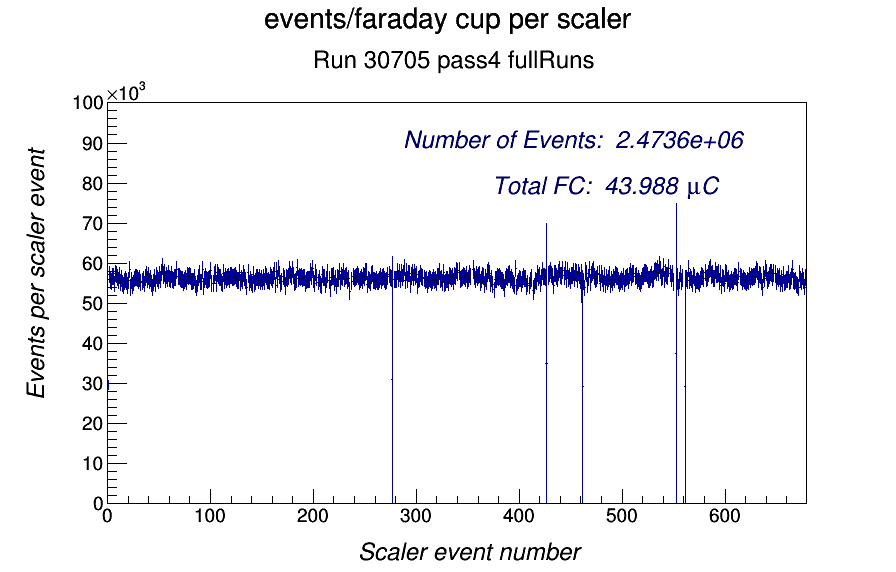 events/faraday cup per scaler
Run 30705 pass4 fullRuns
×10³
100
90
80
70
60
50
40
30
20
10
0
Number of Events: 2.4736e+06
Total FC: 43.988 μC
Events per scaler event
0 100 200 300 400 500 600
Scaler event number